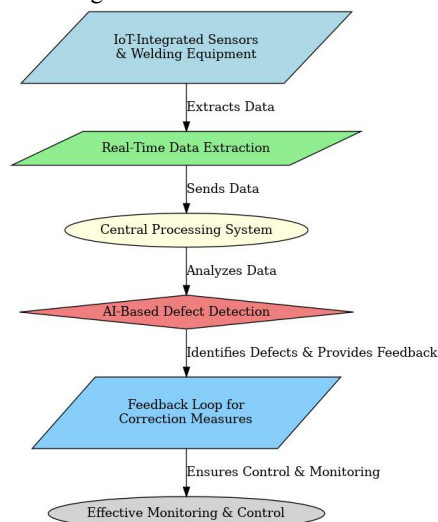 IoT-Integrated Sensors
& Welding Equipment
Extracts Data
Real-Time Data Extraction
Sends Data
Central Processing System
Analyzes Data
AI-Based Defect Detection
Identifies Defects & Provides Feedback
Feedback Loop for
Correction Measures
Ensures Control & Monitoring
Effective Monitoring & Control